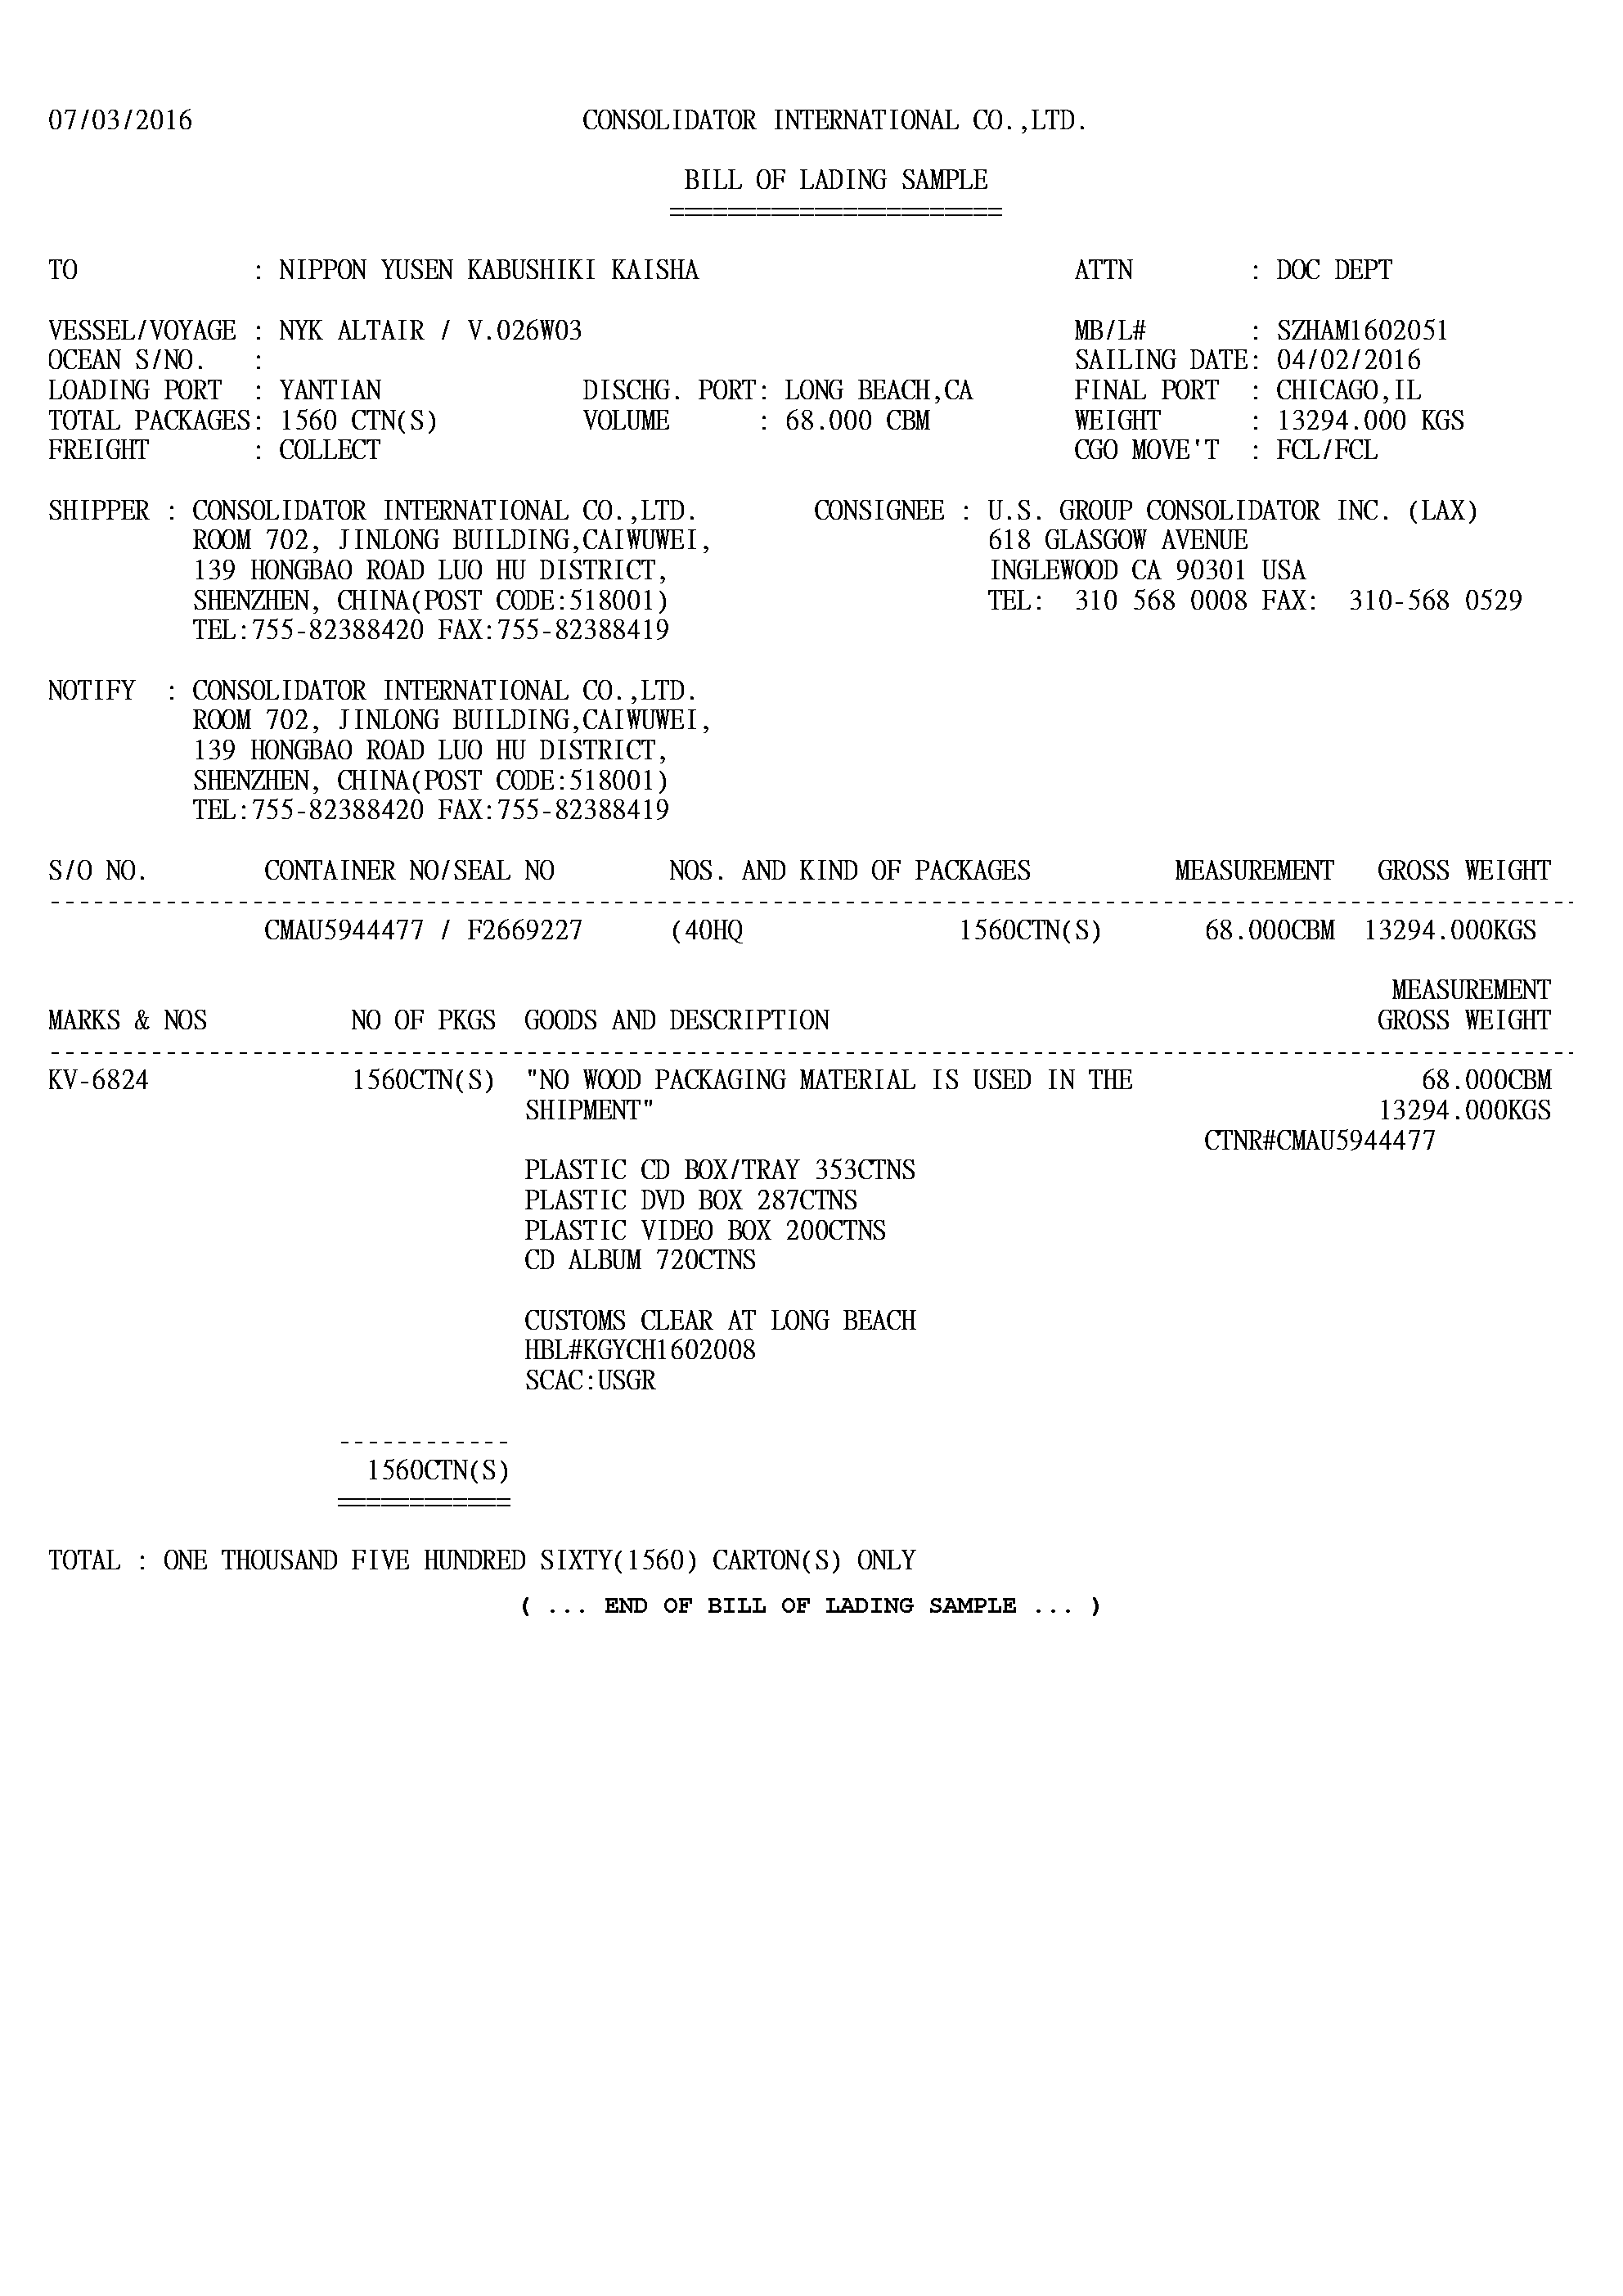 07/03/2016 CONSOLIDATOR INTERNATIONAL CO.,LTD.
BILL OF LADING SAMPLE
=======================
TO : NIPPON YUSEN KABUSHIKI KAISHA ATTN : DOC DEPT
VESSEL/VOYAGE : NYK ALTAIR / V.026W03 MB/L# : SZHAM1602051
OCEAN S/NO. : SAILING DATE: 04/02/2016
LOADING PORT : YANTIAN DISCHG. PORT: LONG BEACH,CA FINAL PORT : CHICAGO,IL
TOTAL PACKAGES: 1560 CTN(S) VOLUME : 68.000 CBM WEIGHT : 13294.000 KGS
FREIGHT : COLLECT CGO MOVE'T : FCL/FCL
SHIPPER : CONSOLIDATOR INTERNATIONAL CO.,LTD. CONSIGNEE : U.S. GROUP CONSOLIDATOR INC. (LAX)
ROOM 702, JINLONG BUILDING,CAIWUWEI, 618 GLASGOW AVENUE
139 HONGBAO ROAD LUO HU DISTRICT, INGLEWOOD CA 90301 USA
SHENZHEN, CHINA(POST CODE:518001) TEL: 310 568 0008 FAX: 310-568 0529
TEL:755-82388420 FAX:755-82388419
NOTIFY : CONSOLIDATOR INTERNATIONAL CO.,LTD.
ROOM 702, JINLONG BUILDING,CAIWUWEI,
139 HONGBAO ROAD LUO HU DISTRICT,
SHENZHEN, CHINA(POST CODE:518001)
TEL:755-82388420 FAX:755-82388419
S/O NO. CONTAINER NO/SEAL NO NOS. AND KIND OF PACKAGES MEASUREMENT GROSS WEIGHT
CMAU5944477 / F2669227 (40HQ 1560CTN(S) 68.000CBM 13294.000KGS
MEASUREMENT
MARKS & NOS NO OF PKGS GOODS AND DESCRIPTION GROSS WEIGHT
KV-6824 1560CTN(S) "NO WOOD PACKAGING MATERIAL IS USED IN THE 68.000CBM
SHIPMENT" 13294.000KGS
CTNR#CMAU5944477
PLASTIC CD BOX/TRAY 353CTNS
PLASTIC DVD BOX 287CTNS
PLASTIC VIDEO BOX 200CTNS
CD ALBUM 720CTNS
CUSTOMS CLEAR AT LONG BEACH
HBL#KGYCH1602008
SCAC:USGR
------------
1560CTN(S)
============
TOTAL : ONE THOUSAND FIVE HUNDRED SIXTY(1560) CARTON(S) ONLY
( ... END OF BILL OF LADING SAMPLE ... )